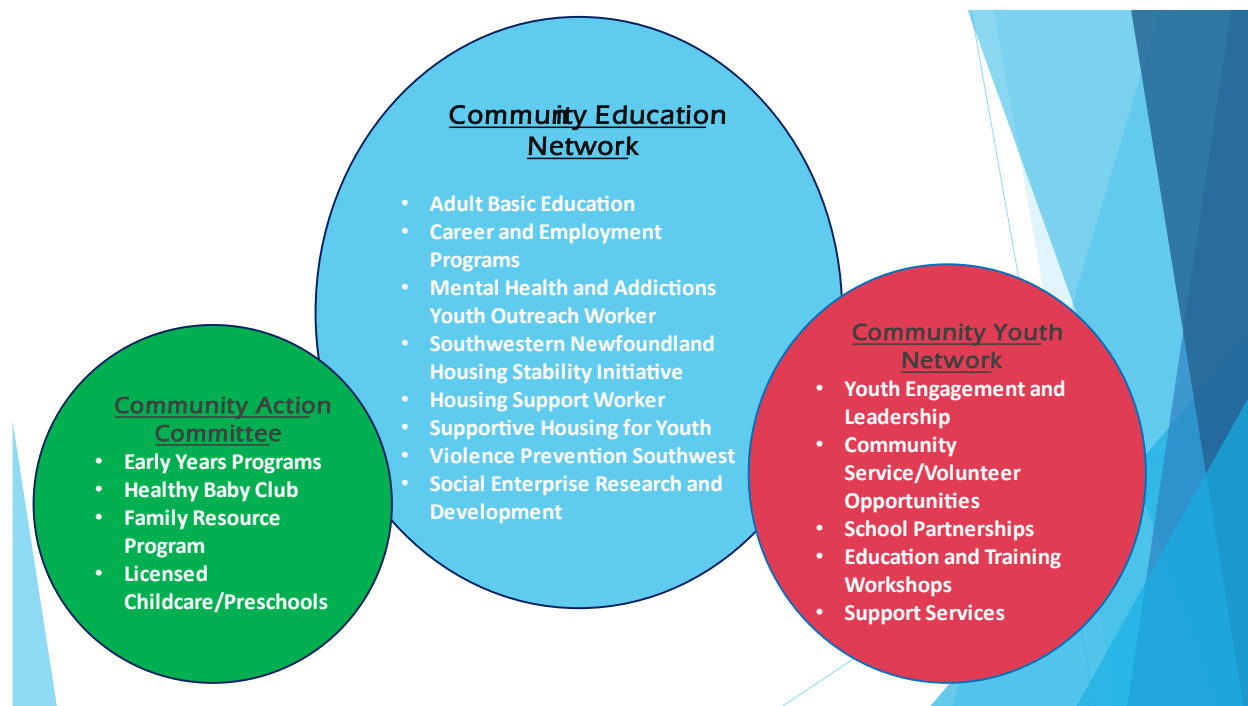 Community Education
Network
• Adult Basic Education
• Career and Employment
Programs
• Mental Health and Addictions
Youth Outreach Worker
• Southwestern Newfoundland
Housing Stability Initiative
• Housing Support Worker
• Supportive Housing for Youth
• Violence Prevention Southwest
• Social Enterprise Research and
Development
Community Action
Committee
• Early Years Programs
• Healthy Baby Club
• Family Resource
Program
• Licensed
Childcare/Preschools
Community Youth
Network
• Youth Engagement and
Leadership
• Community
Service/Volunteer
Opportunities
• School Partnerships
• Education and Training
Workshops
• Support Services